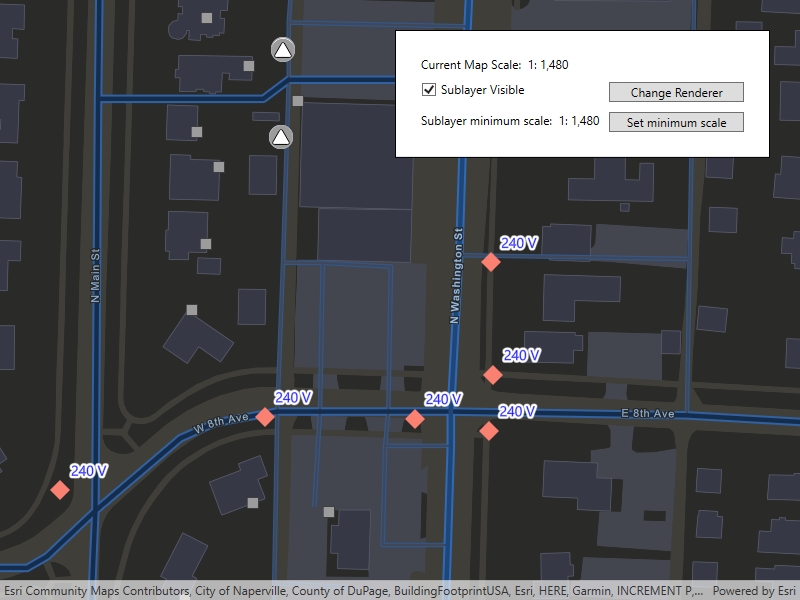 Current Map Scale: 1: 1,480
Sublayer Visible
Change Renderer
Sublayer minimum scale: 1: 1,480
Set minimum scale
240 V
N Main St
N Washington St
240 V
240 V
240 V
240 V
W 8th Ave
E 8th Ave
240 V
Esri Community Maps Contributors, City of Naperville, County of DuPage, BuildingFootprintUSA, Esri, HERE, Garmin, INCREMENT P,...
Powered by Esri